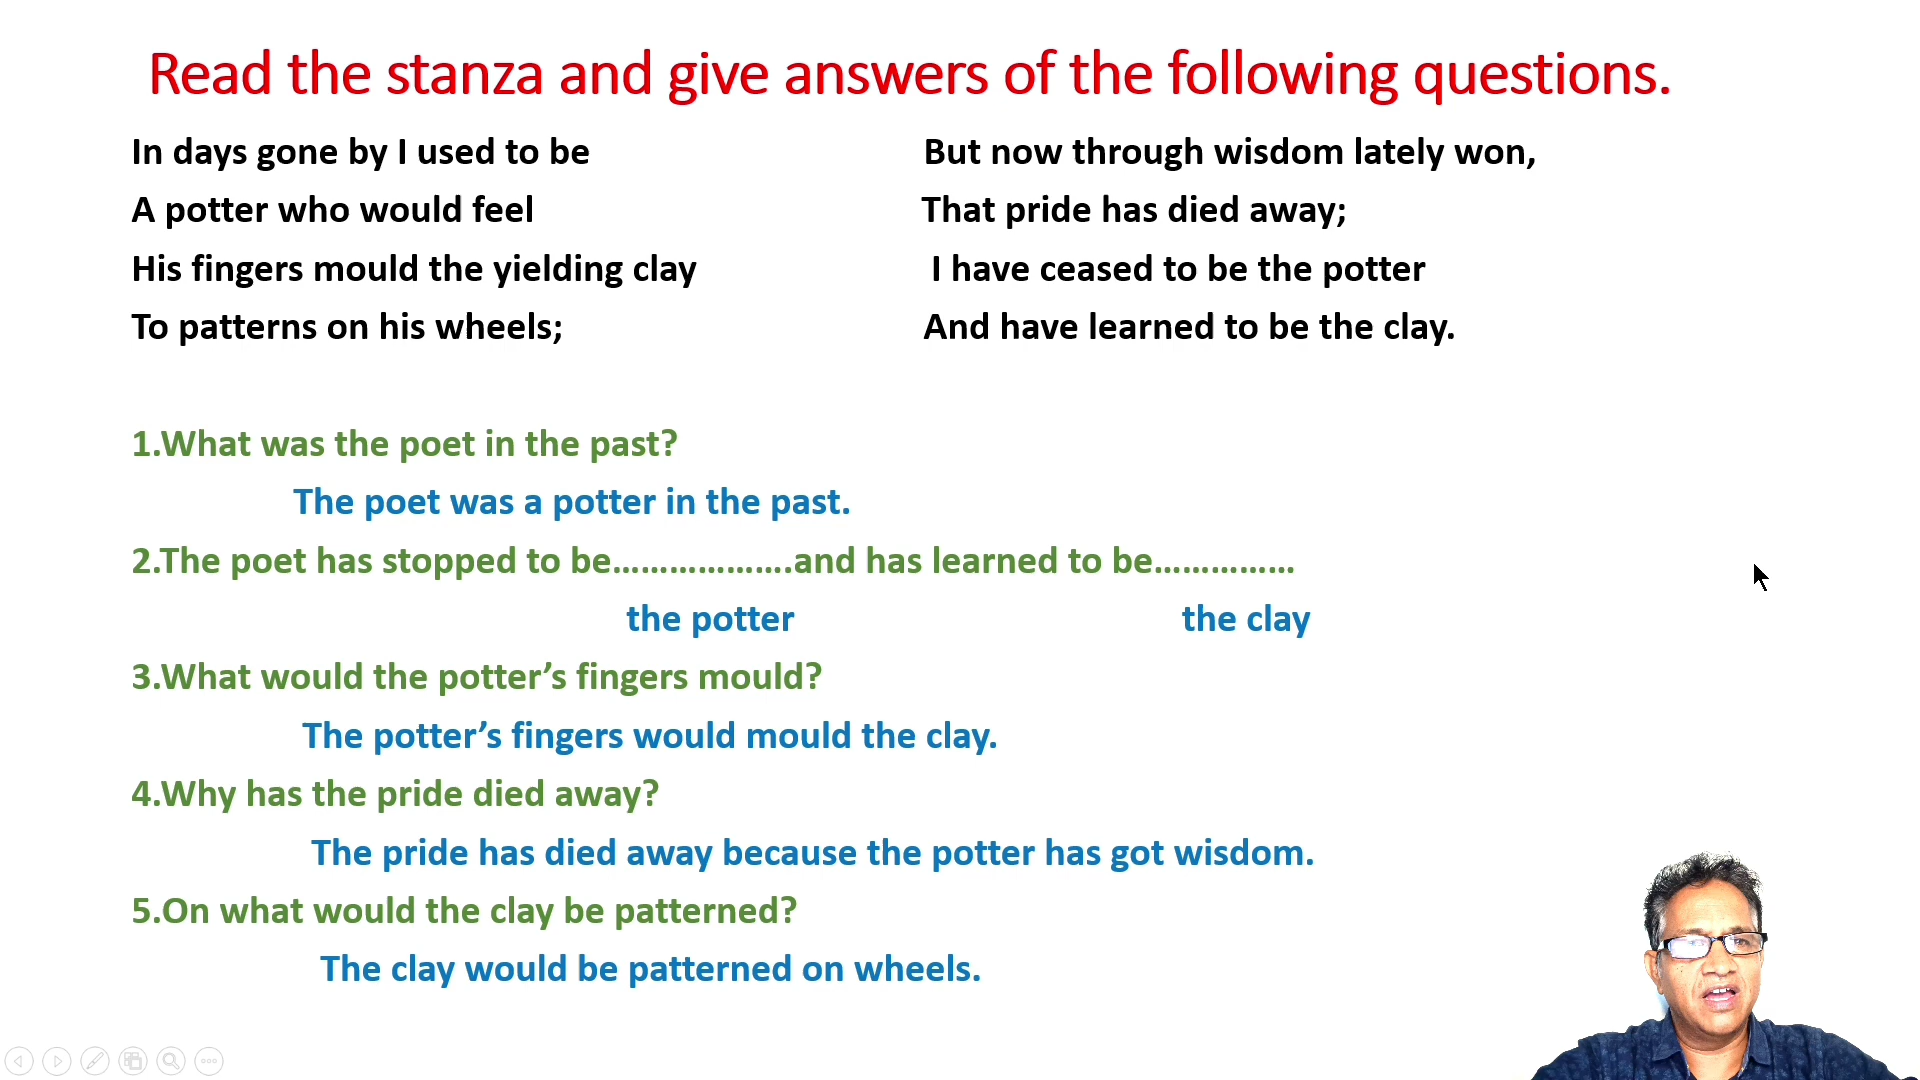 Read the stanza and give answers of the following questions.
In days gone by I used to be
A potter who would feel
His fingers mould the yielding clay
To patterns on his wheels;
But now through wisdom lately won,
That pride has died away;
I have ceased to be the potter
And have learned to be the clay.
1.What was the poet in the past?
The poet was a potter in the past.
2.The poet has stopped to be……………….and has learned to be……………
the potter the clay
3.What would the potter’s fingers mould?
The potter’s fingers would mould the clay.
4.Why has the pride died away?
The pride has died away because the potter has got wisdom.
5.On what would the clay be patterned?
The clay would be patterned on wheels.